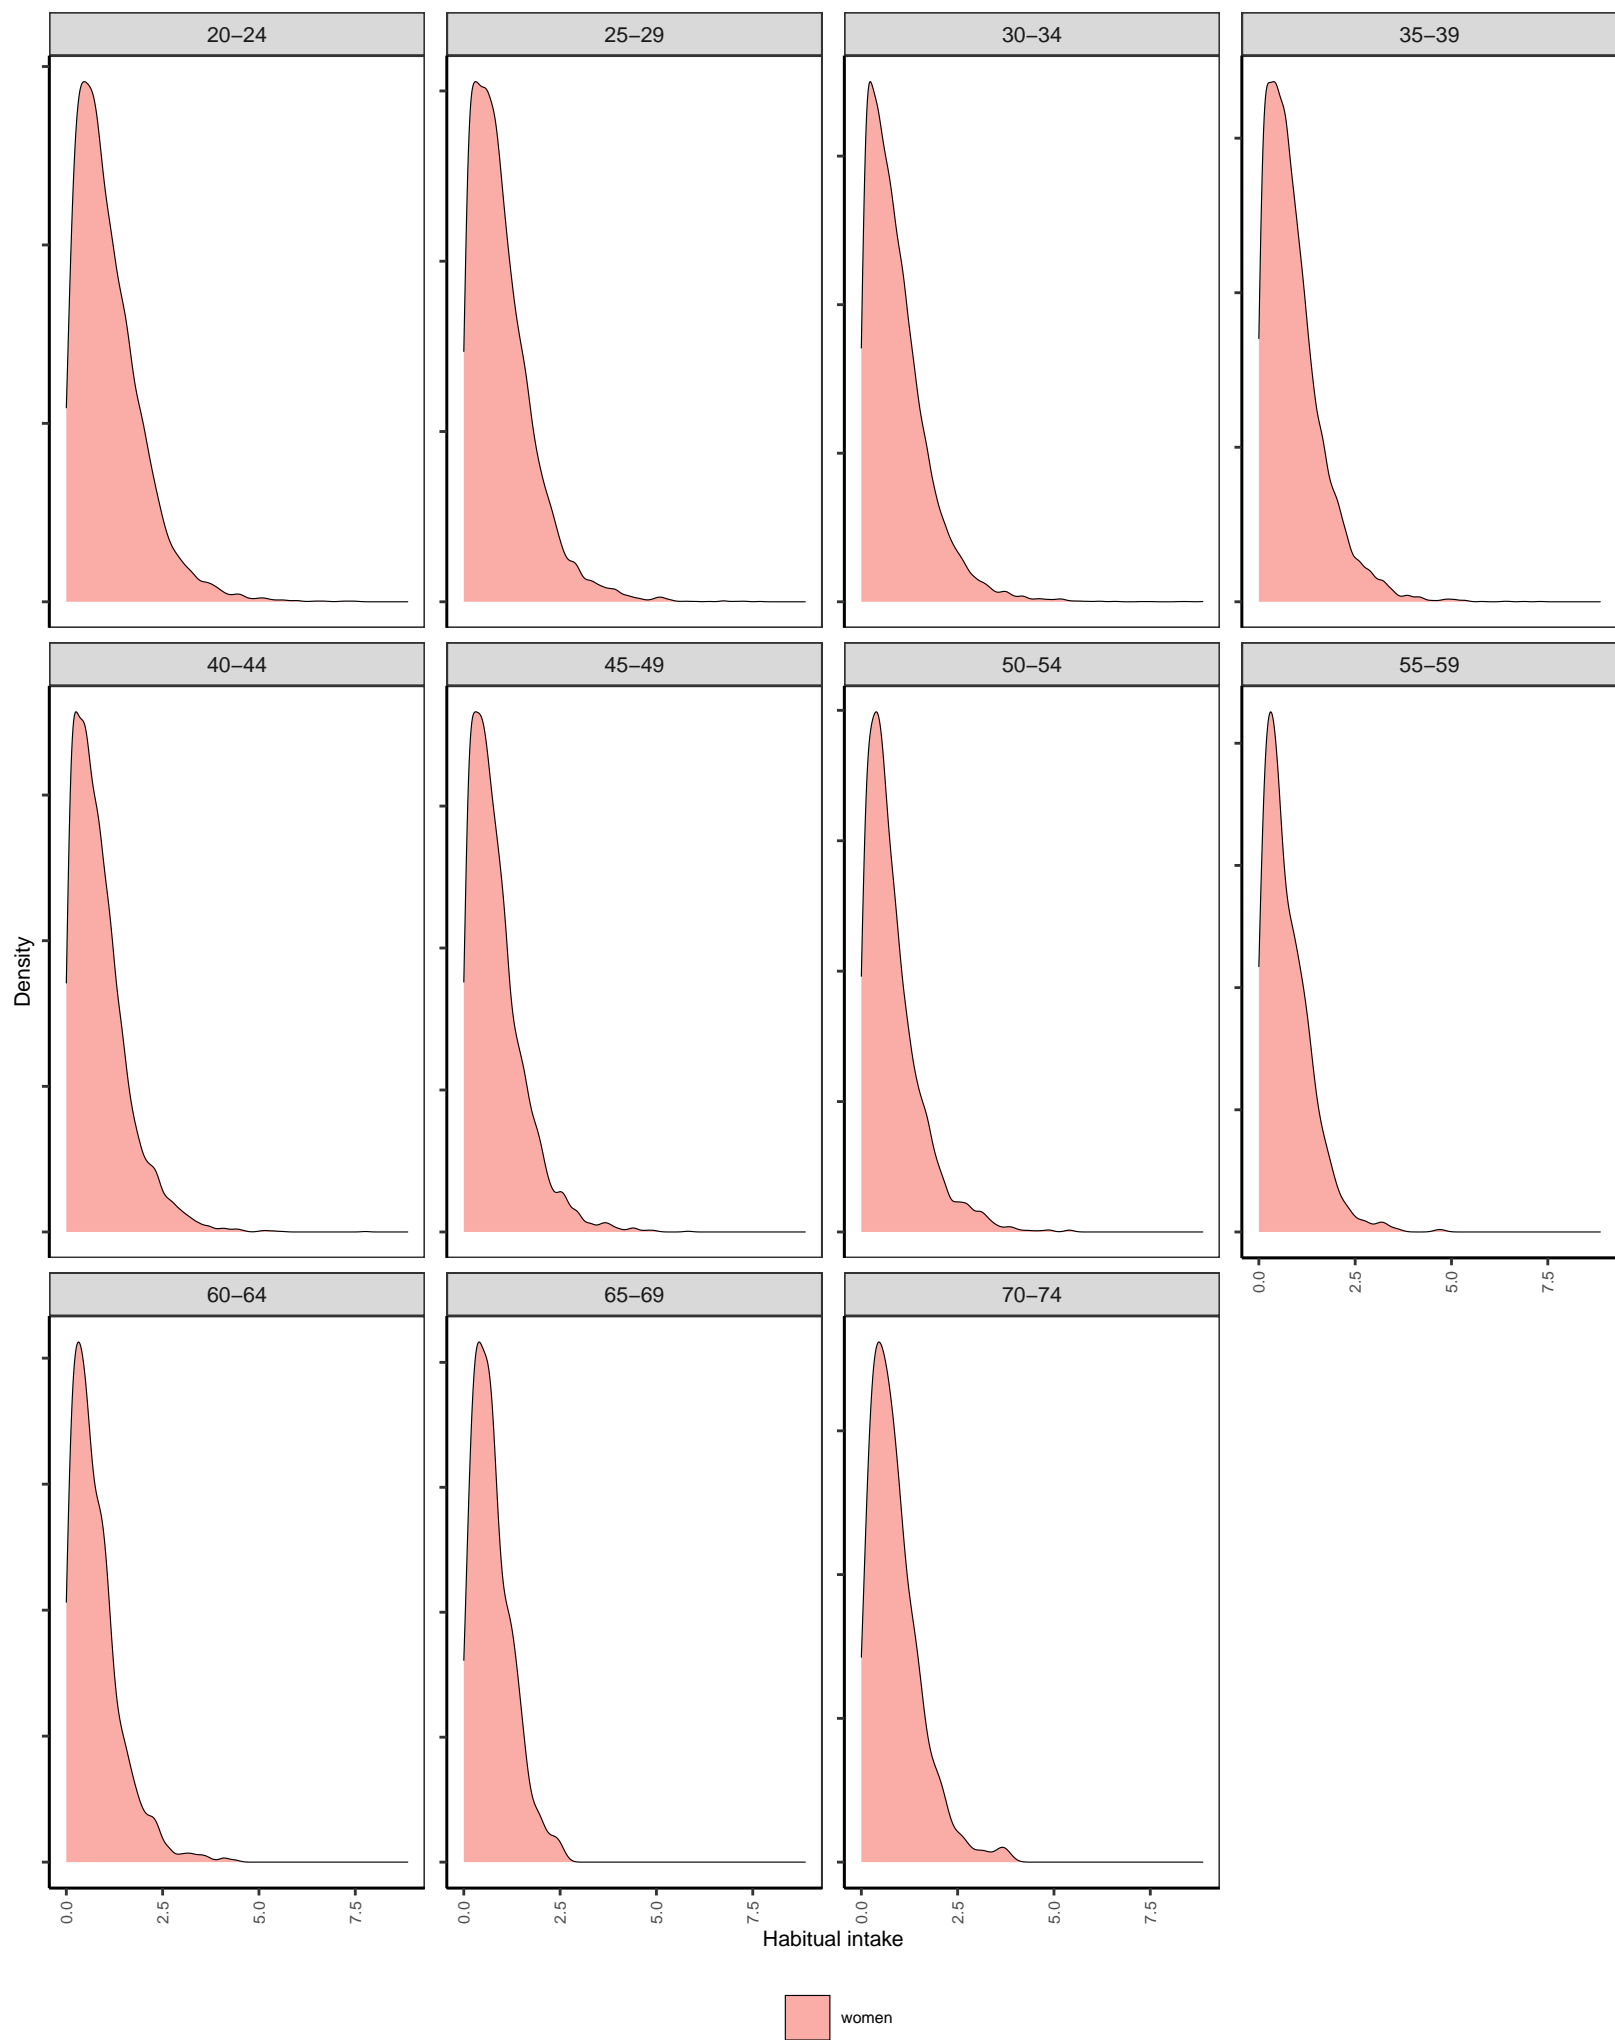 20−24 25−29 30−34 35−39
40−44 45−49 50−54 55−59
Density
0.0 2.5 5.0 7.5
60−64 65−69 70−74
0.0 2.5 5.0 7.5 0.0 2.5 5.0 7.5 0.0 2.5 5.0 7.5
Habitual intake
women